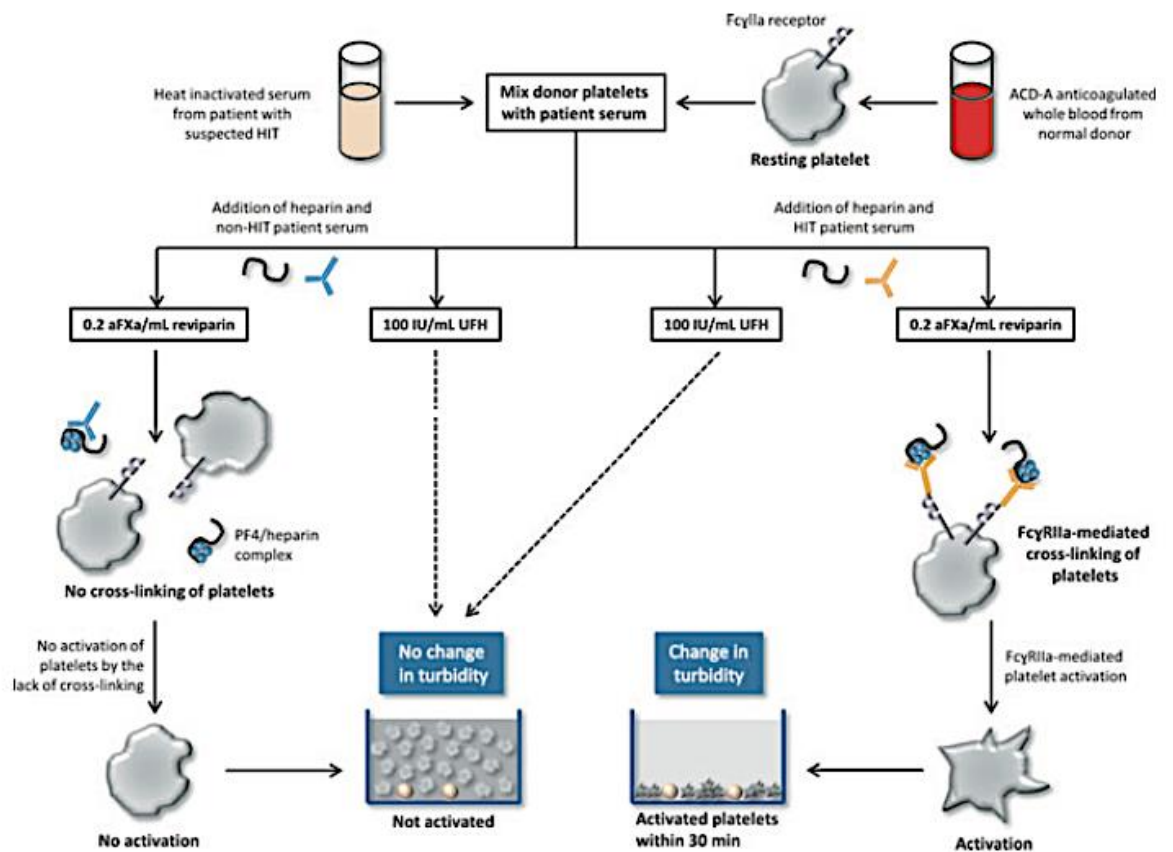 FcγIIa receptor
Heat inactivated serum
from patient with
suspected HIT
Mix donor platelets
with patient serum
ACD-A anticoagulated
whole blood from
normal donor
Resting platelet
Addition of heparin and
non-HIT patient serum
Addition of heparin and
HIT patient serum
0.2 aFXa/mL reviparin
100 IU/mL UFH
100 IU/mL UFH
0.2 aFXa/mL reviparin
PF4/heparin
complex
No cross-linking of platelets
FcγRIIa-mediated
cross-linking of
platelets
No activation of
platelets by the
lack of cross-linking
No change
in turbidity
Change in
turbidity
FcγRIIa-mediated
platelet activation
No activation
Not activated
Activated platelets
within 30 min
Activation